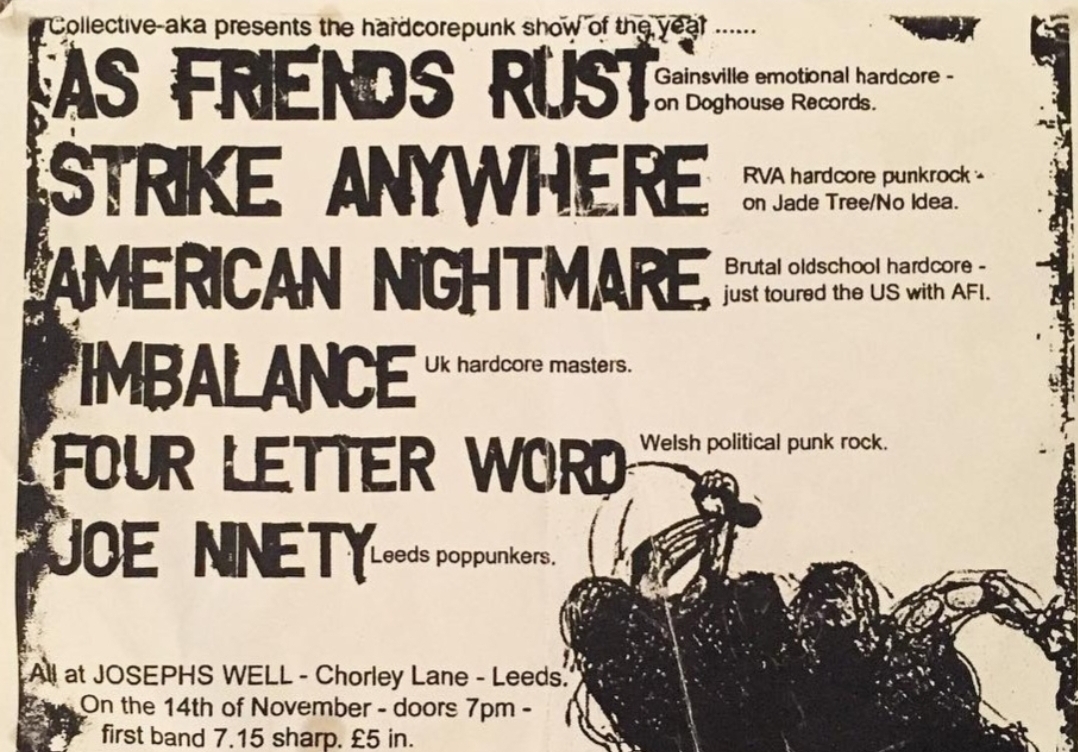 Collective-aka presents the hardcorepunk show of the year ......
AS FRIENDS RUST
Gainsville emotional hardcore -
on Doghouse Records.
STRIKE ANYWHERE
RVA hardcore punkrock -
on Jade Tree/No Idea.
AMERICAN NIGHTMARE
Brutal oldschool hardcore -
just toured the US with AFI.
IMBALANCE
Uk hardcore masters.
FOUR LETTER WORD
Welsh political punk rock.
JOE NINETY
Leeds poppunkers.
All at JOSEPHS WELL - Chorley Lane - Leeds.
On the 14th of November - doors 7pm -
first band 7.15 sharp. £5 in.